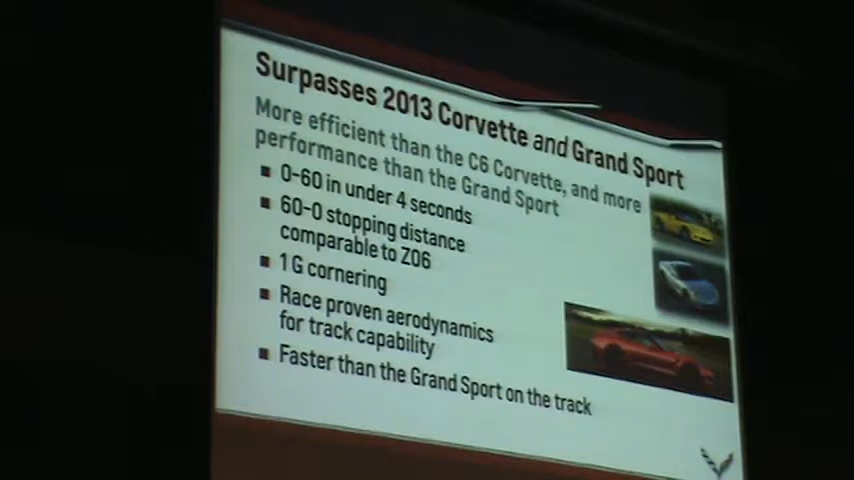 Surpasses 2013 Corvette and Grand Sport
More efficient than the C6 Corvette, and more
performance than the Grand Sport
0-60 in under 4 seconds
60-0 stopping distance
comparable to Z06
1 G cornering
Race proven aerodynamics
for track capability
Faster than the Grand Sport on the track